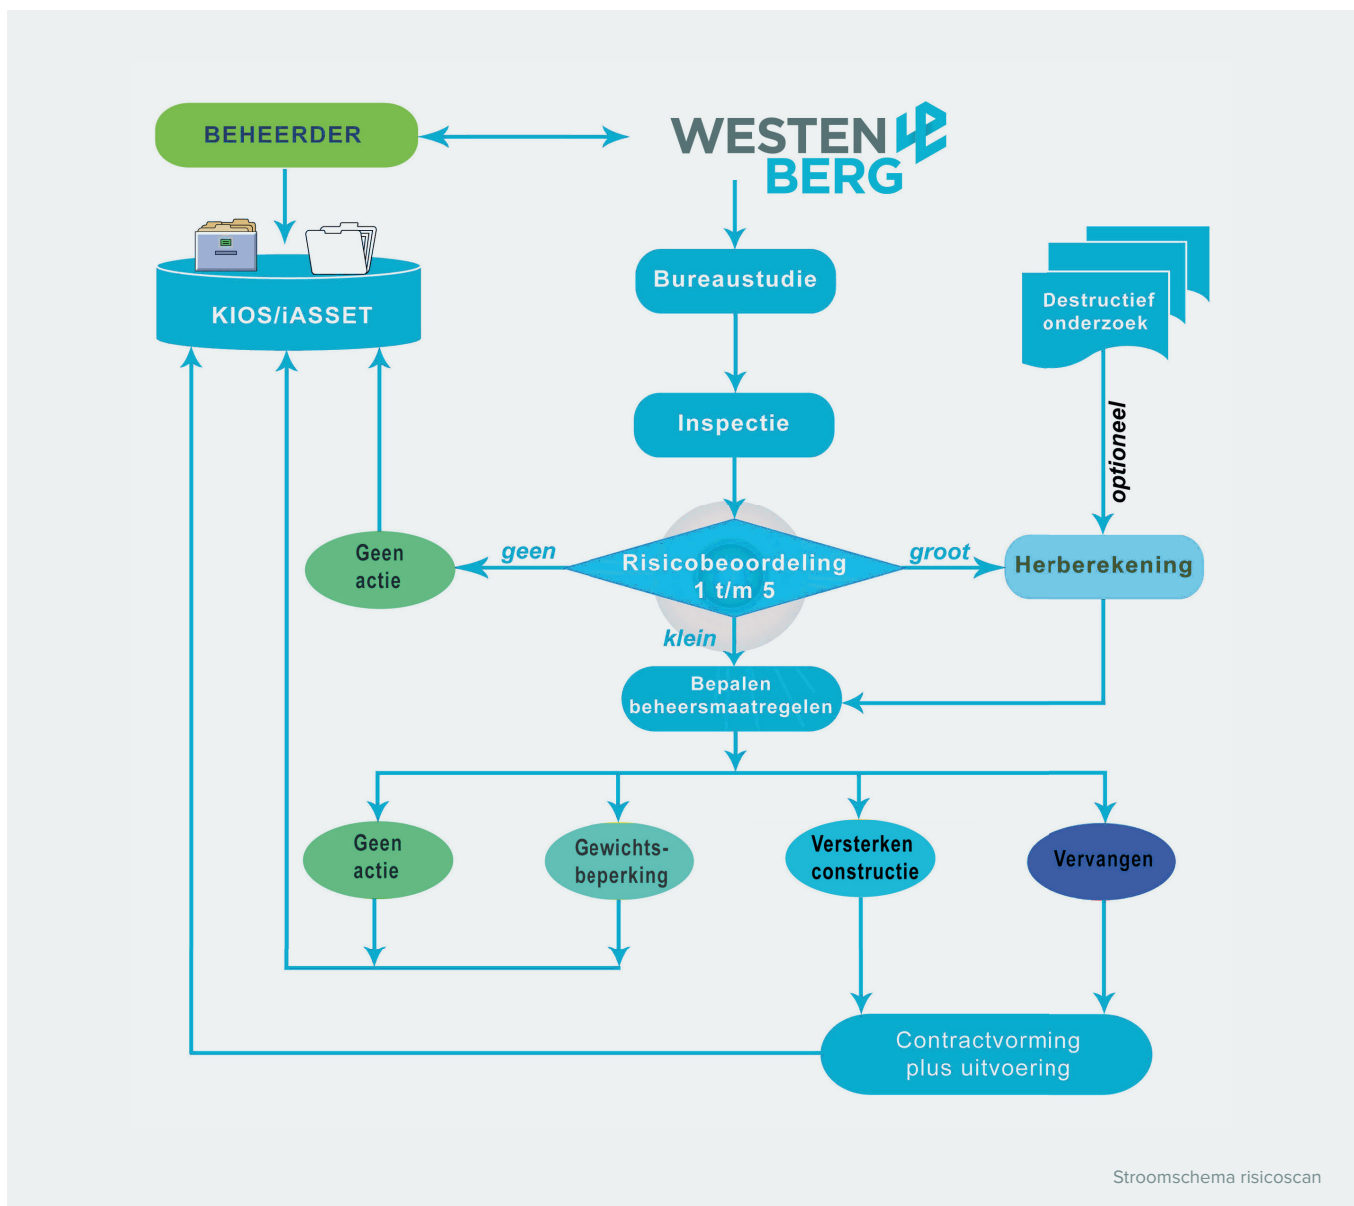 BEHEERDER
WESTEN
BERG
KIOS/iASSET
Bureaustudie
Destructief
onderzoek
Inspectie
optioneel
Geen
actie
geen
Risicobeoordeling
1 t/m 5
groot
Herberekening
klein
Bepalen
beheersmaatregelen
Geen
actie
Gewichts-
beperking
Versterken
constructie
Vervangen
Contractvorming
plus uitvoering
Stroomschema risicoscan